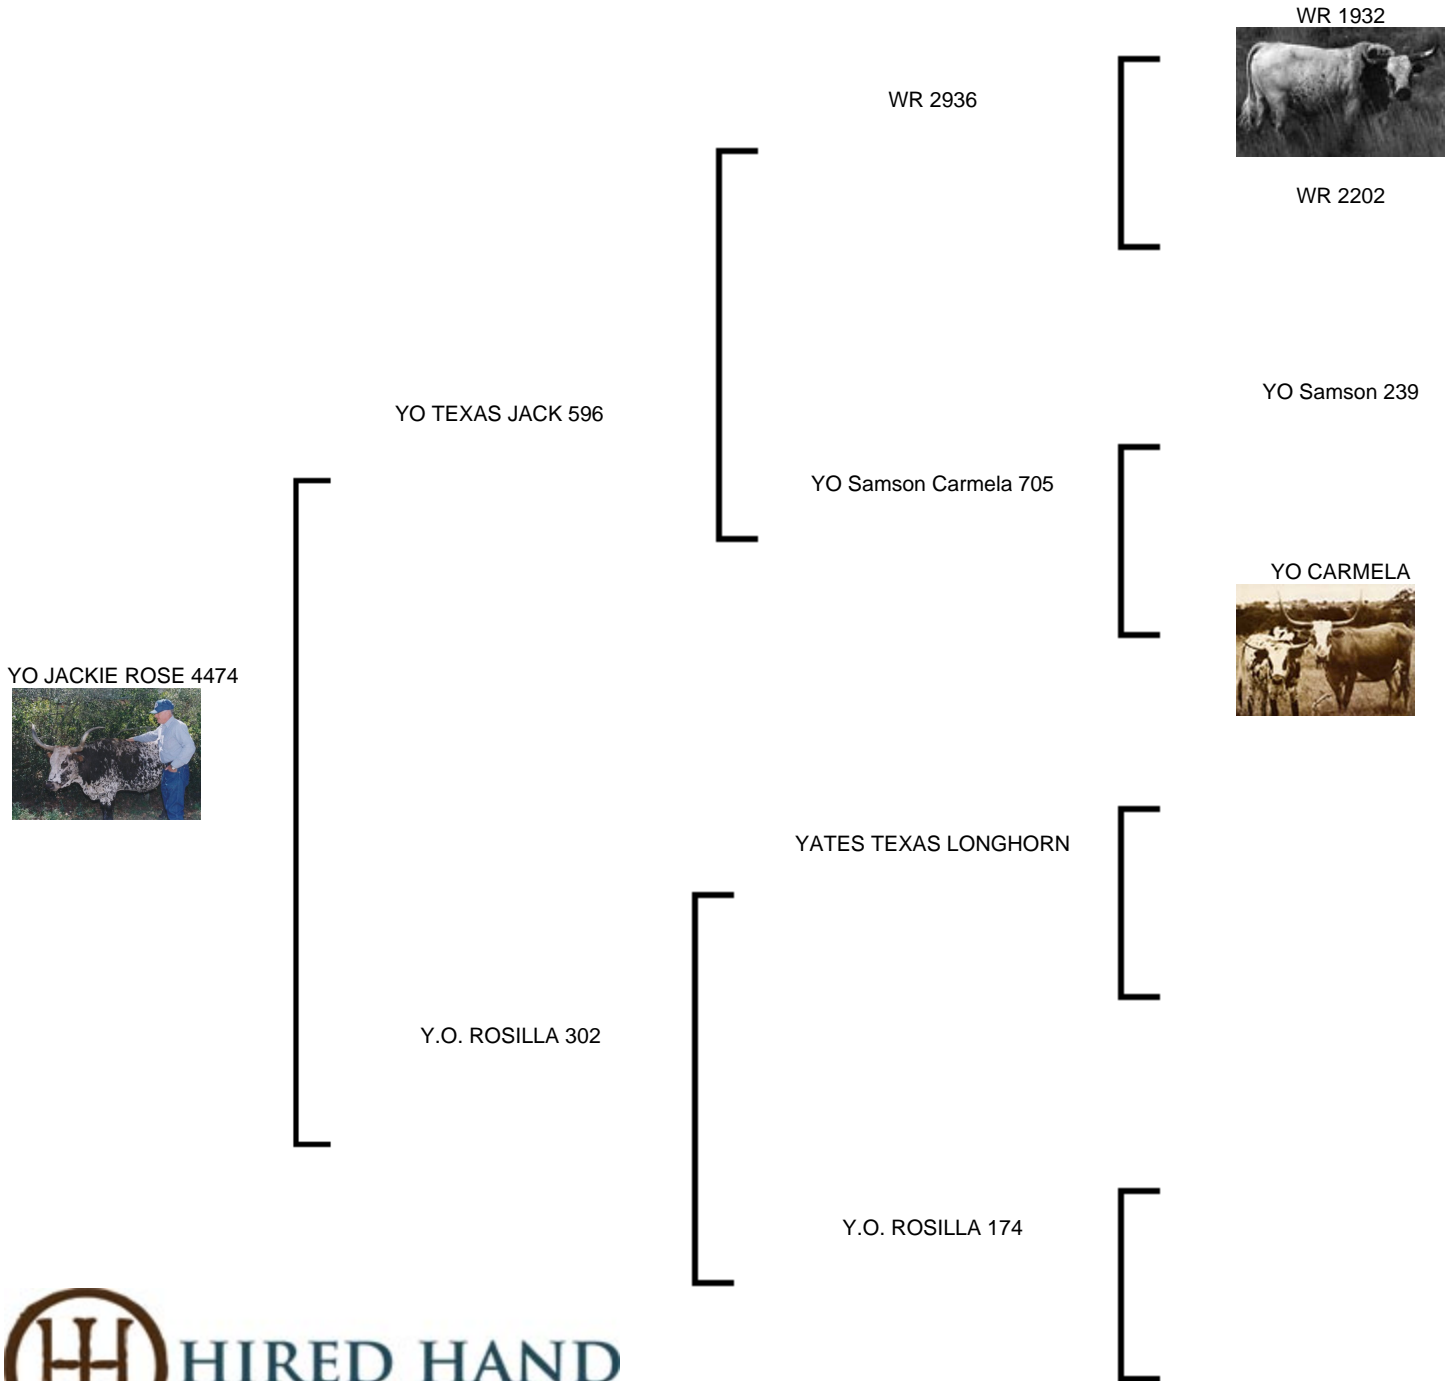 WR 1932
WR 2936
WR 2202
YO Samson 239
YO TEXAS JACK 596
YO Samson Carmela 705
YO CARMELA
YO JACKIE ROSE 4474
YATES TEXAS LONGHORN
Y.O. ROSILLA 302
Y.O. ROSILLA 174
HIRED HAND